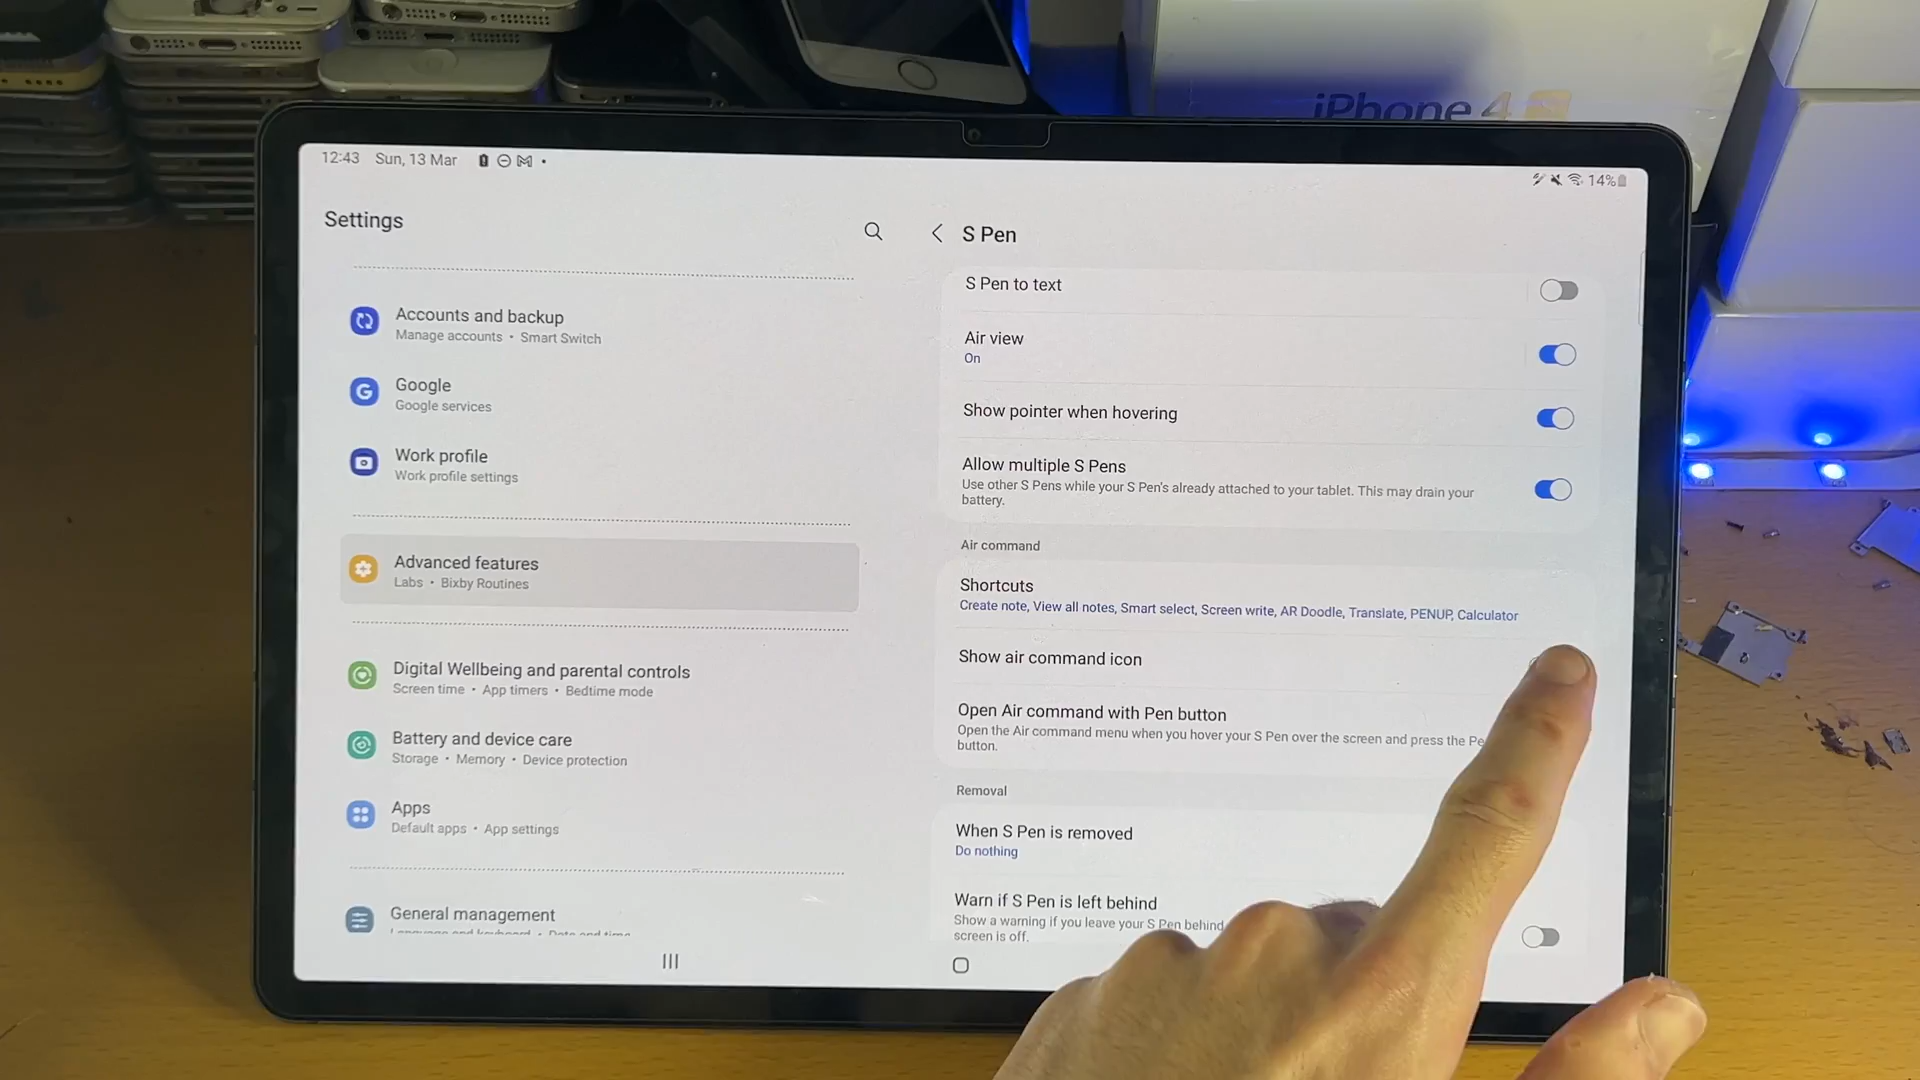 iPhone 4
12:43 Sun, 13 Mar
14%
Settings
Accounts and backup
Manage accounts • Smart Switch
Google
Google services
Work profile
Work profile settings
Advanced features
Labs • Bixby Routines
Digital Wellbeing and parental controls
Screen time • App timers • Bedtime mode
Battery and device care
Storage • Memory • Device protection
Apps
Default apps • App settings
General management
Language and keyboard • Date and time
S Pen
S Pen to text
Air view
On
Show pointer when hovering
Allow multiple S Pens
Use other S Pens while your S Pen's already attached to your tablet. This may drain your
battery.
Air command
Shortcuts
Create note, View all notes, Smart select, Screen write, AR Doodle, Translate, PENUP, Calculator
Show air command icon
Open Air command with Pen button
Open the Air command menu when you hover your S Pen over the screen and press the Pe
button.
Removal
When S Pen is removed
Do nothing
Warn if S Pen is left behind
Show a warning if you leave your S Pen behind
screen is off.